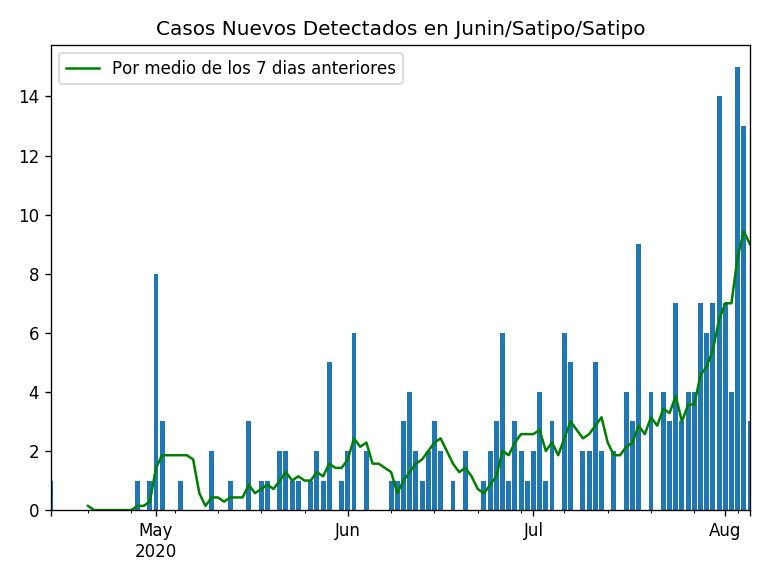 Casos Nuevos Detectados en Junin/Satipo/Satipo
Por medio de los 7 dias anteriores
14
12
10
8
6
4
2
0
May
2020
Jun
Jul
Aug